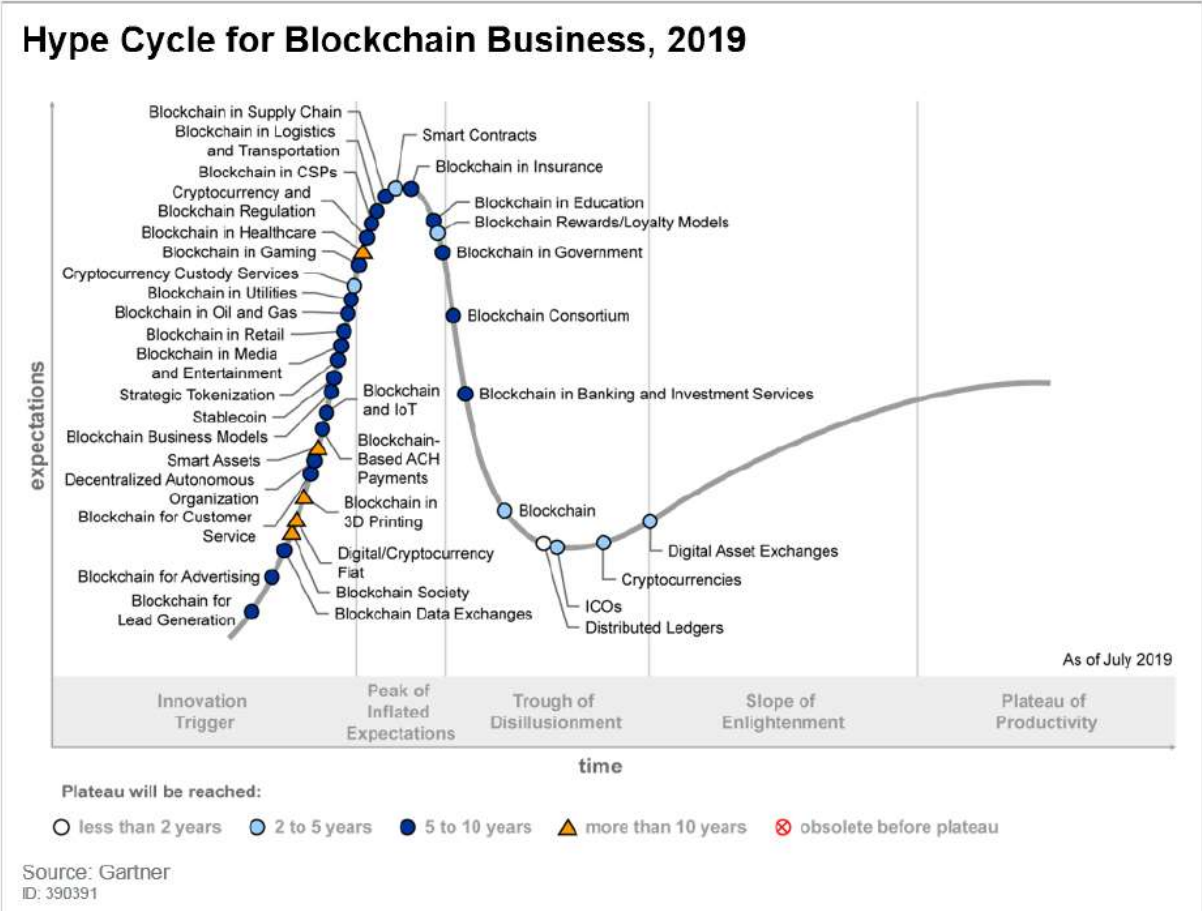 Hype Cycle for Blockchain Business, 2019
Blockchain in Supply Chain
Blockchain in Logistics
and Transportation
Blockchain in CSPs
Cryptocurrency and
Blockchain Regulation
Blockchain in Healthcare
Blockchain in Gaming
Cryptocurrency Custody Services
Blockchain in Utilities
Blockchain in Oil and Gas
Blockchain in Retail
Blockchain in Media
and Entertainment
Strategic Tokenization
Stablecoin
Blockchain Business Models
Smart Assets
Decentralized Autonomous
Organization
Blockchain for Customer
Service
Blockchain for Advertising
Blockchain for
Lead Generation
Smart Contracts
Blockchain in Insurance
Blockchain in Education
Blockchain Rewards/Loyalty Models
Blockchain in Government
Blockchain Consortium
Blockchain in Banking and Investment Services
Blockchain
and IoT
Blockchain-
Based ACH
Payments
Blockchain in
3D Printing
Digital/Cryptocurrency
Fiat
Blockchain Society
Blockchain Data Exchanges
Blockchain
Digital Asset Exchanges
Cryptocurrencies
ICOs
Distributed Ledgers
As of July 2019
expectations
Innovation
Trigger
Peak of
Inflated
Expectations
Trough of
Disillusionment
Slope of
Enlightenment
Plateau of
Productivity
time
Plateau will be reached:
less than 2 years
2 to 5 years
5 to 10 years
more than 10 years
obsolete before plateau
Source: Gartner
ID: 390391